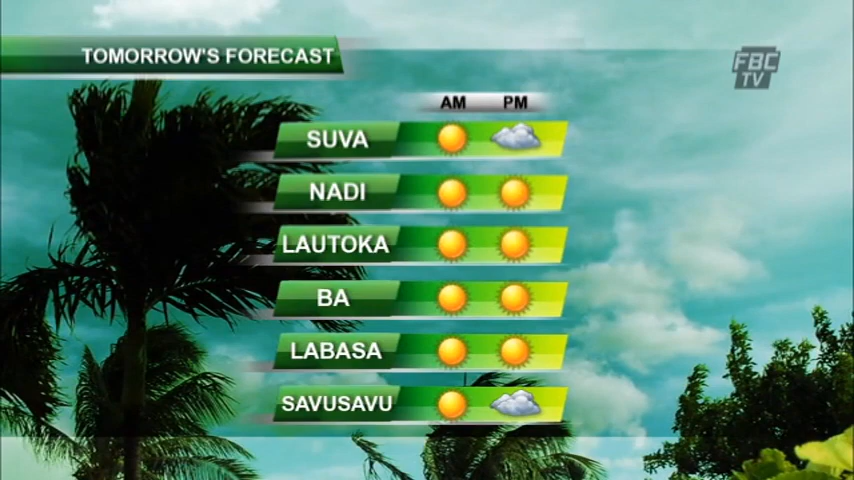 TOMORROW'S FORECAST
FBC
TV
AM PM
SUVA
NADI
LAUTOKA
BA
LABASA
SAVUSAVU